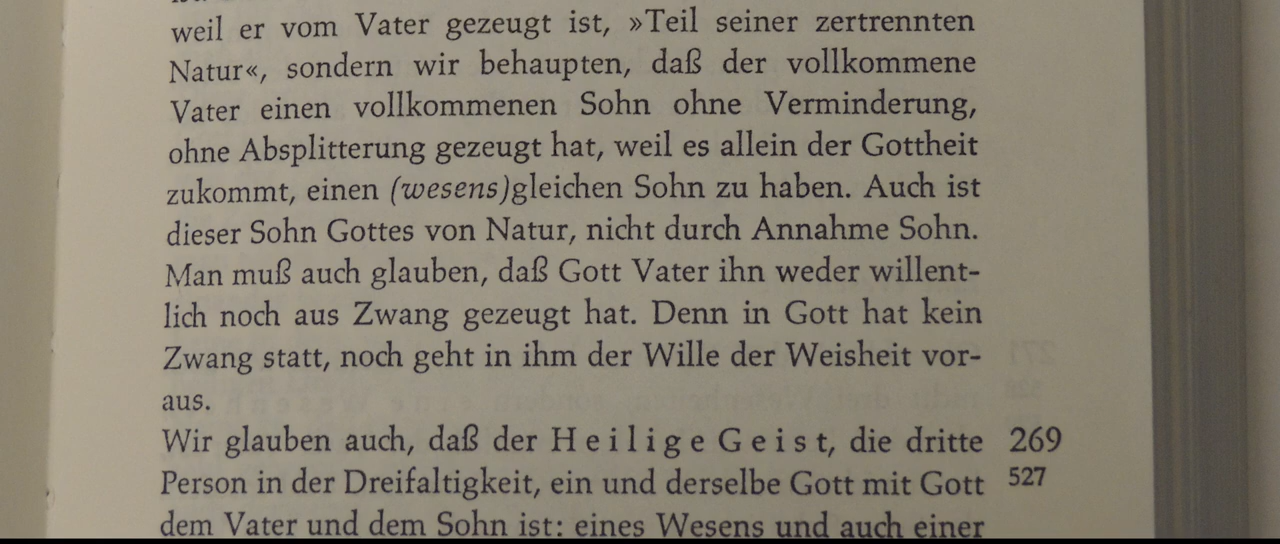 weil er vom Vater gezeugt ist, »Teil seiner zertrennten
Natur«, sondern wir behaupten, daß der vollkommene
Vater einen vollkommenen Sohn ohne Verminderung,
ohne Absplitterung gezeugt hat, weil es allein der Gottheit
zukommt, einen (wesens)gleichen Sohn zu haben. Auch ist
dieser Sohn Gottes von Natur, nicht durch Annahme Sohn.
Man muß auch glauben, daß Gott Vater ihn weder willent-
lich noch aus Zwang gezeugt hat. Denn in Gott hat kein
Zwang statt, noch geht in ihm der Wille der Weisheit vor-
aus.
Wir glauben auch, daß der Heilige Geist, die dritte 269
Person in der Dreifaltigkeit, ein und derselbe Gott mit Gott 527
dem Vater und dem Sohn ist: eines Wesens und auch einer